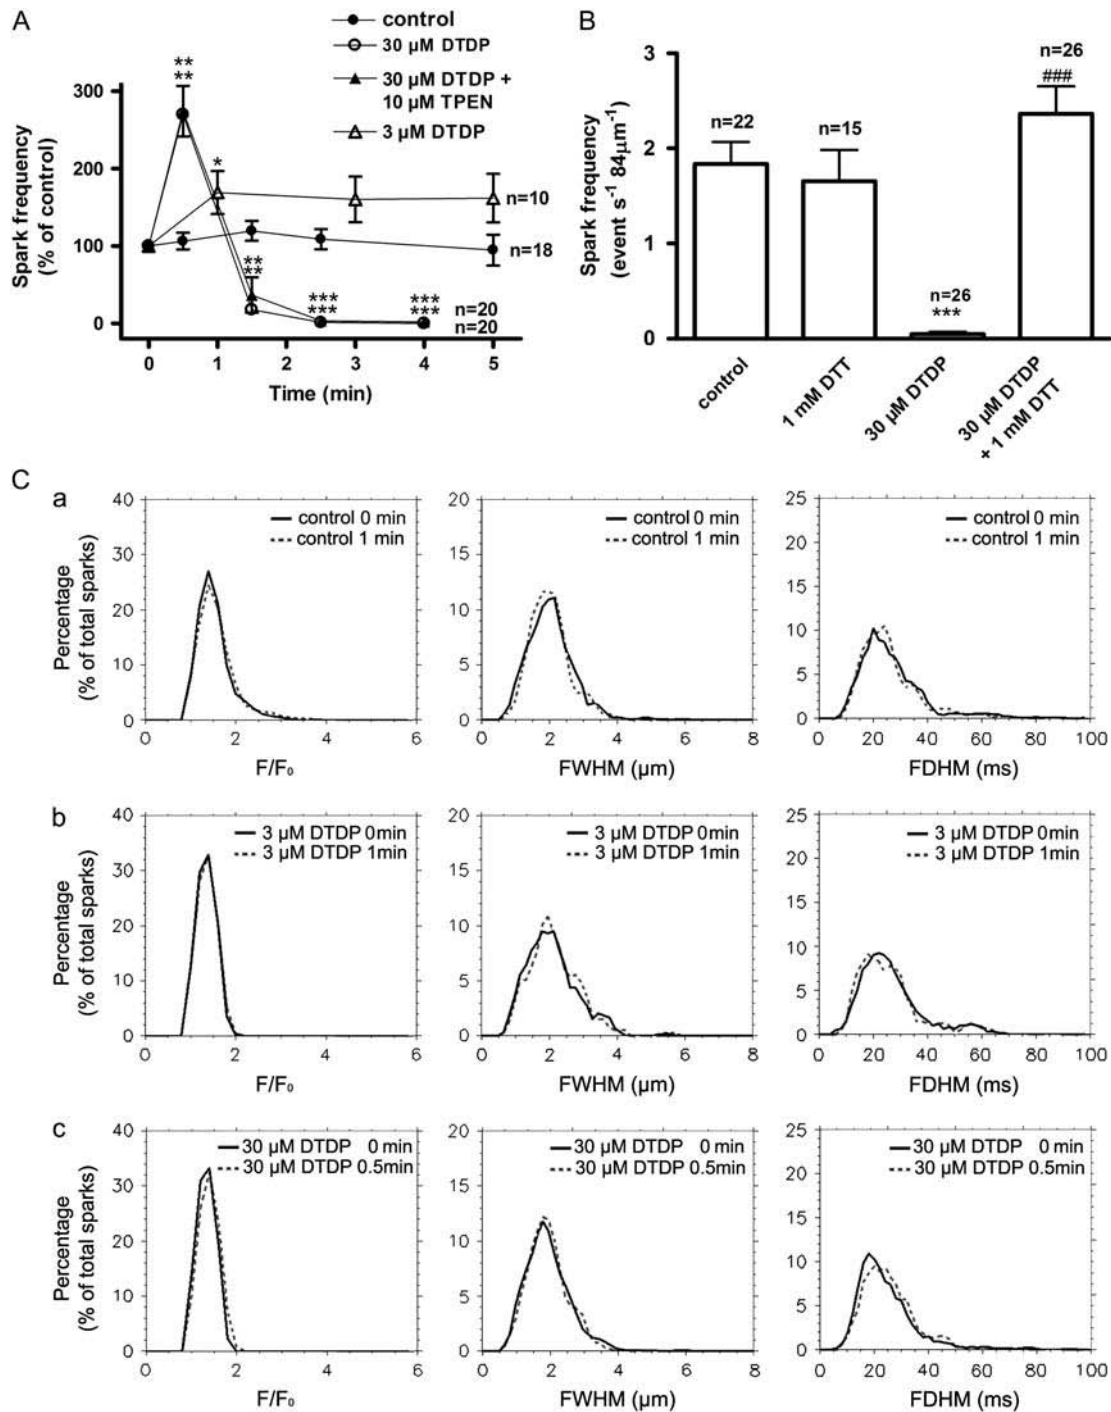 A
control
30 µM DTDP
30 µM DTDP +
10 µM TPEN
3 µM DTDP
Spark frequency
(% of control)
300
200
100
0
**
**
*
**
**
***
***
***
***
n=10
n=18
n=20
n=20
0 1 2 3 4 5
Time (min)
B
Spark frequency
(event s⁻¹ 84µm⁻¹)
3
2
1
0
n=22
n=15
n=26
***
n=26
###
control
1 mM DTT
30 µM DTDP
30 µM DTDP
+ 1 mM DTT
C
a
Percentage
(% of total sparks)
40
30
20
10
0
control 0 min
control 1 min
0 2 4 6
F/F₀
20
15
10
5
0
control 0 min
control 1 min
0 2 4 6 8
FWHM (µm)
25
20
15
10
5
0
control 0 min
control 1 min
0 20 40 60 80 100
FDHM (ms)
b
Percentage
(% of total sparks)
40
30
20
10
0
3 µM DTDP 0min
3 µM DTDP 1min
0 2 4 6
F/F₀
20
15
10
5
0
3 µM DTDP 0min
3 µM DTDP 1min
0 2 4 6 8
FWHM (µm)
25
20
15
10
5
0
3 µM DTDP 0min
3 µM DTDP 1min
0 20 40 60 80 100
FDHM (ms)
c
Percentage
(% of total sparks)
40
30
20
10
0
30 µM DTDP 0 min
30 µM DTDP 0.5min
0 2 4 6
F/F₀
20
15
10
5
0
30 µM DTDP 0 min
30 µM DTDP 0.5min
0 2 4 6 8
FWHM (µm)
25
20
15
10
5
0
30 µM DTDP 0 min
30 µM DTDP 0.5min
0 20 40 60 80 100
FDHM (ms)